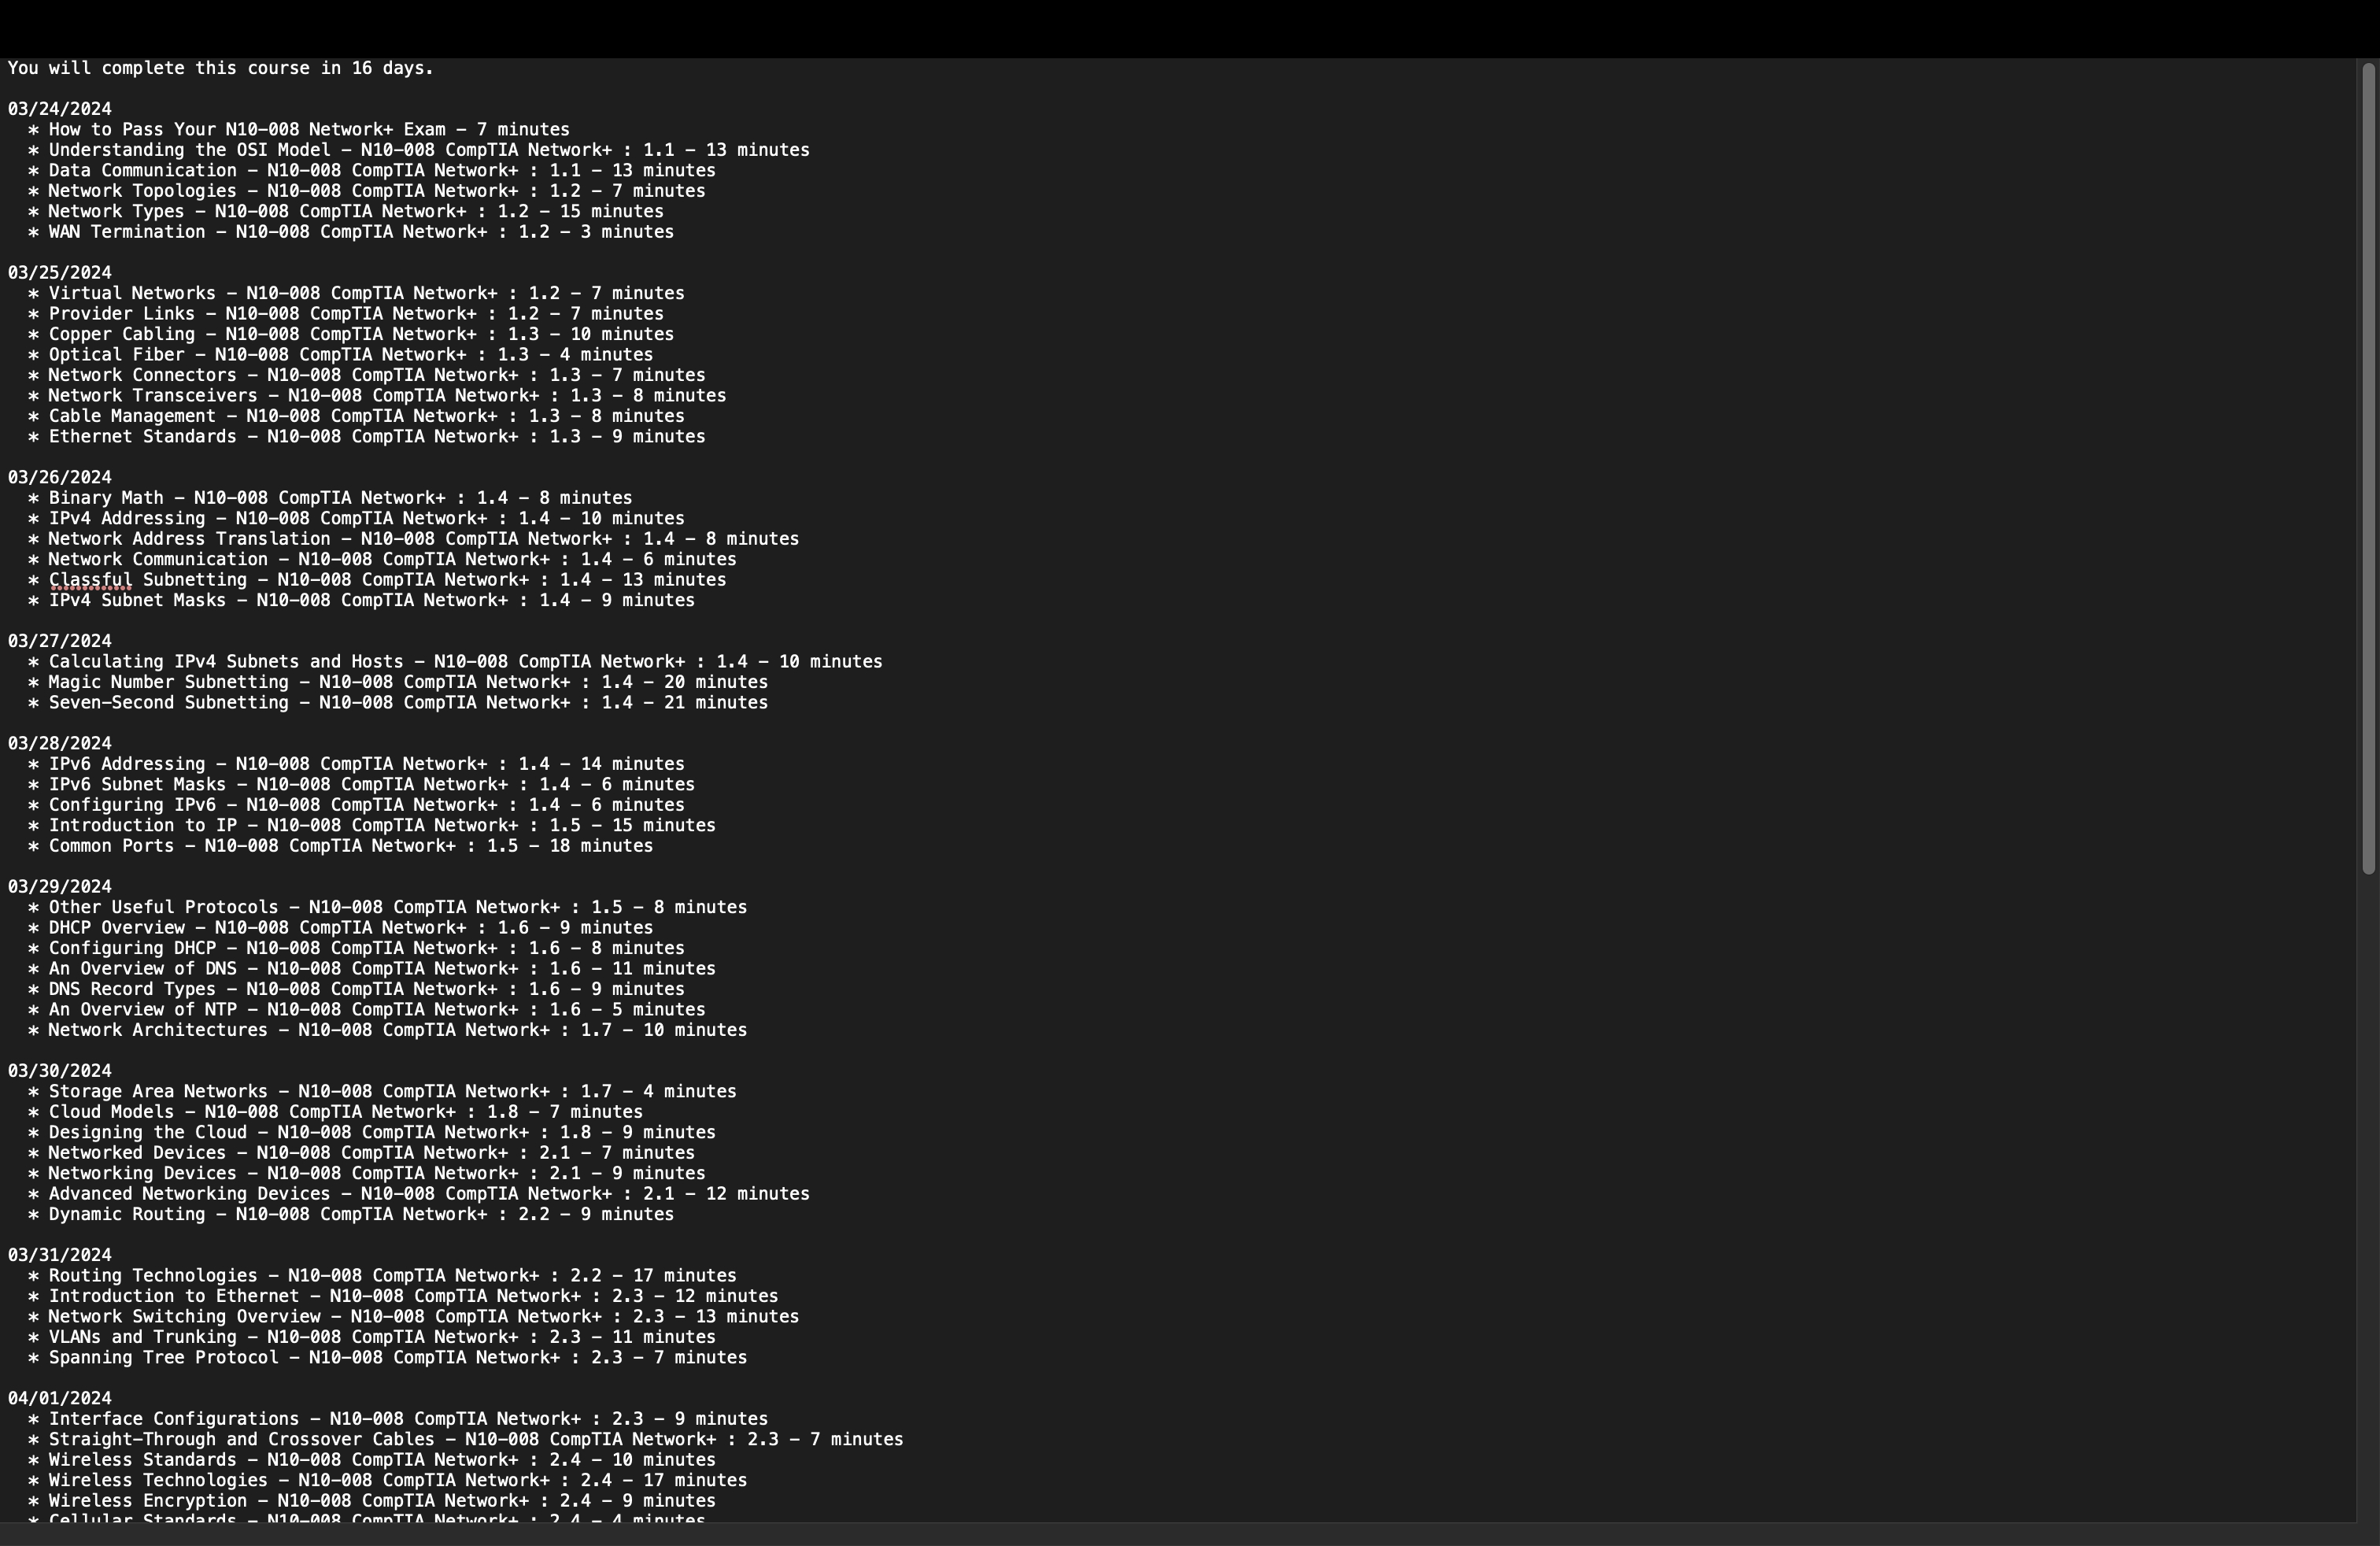 You will complete this course in 16 days.
03/24/2024
* How to Pass Your N10-008 Network+ Exam - 7 minutes
* Understanding the OSI Model - N10-008 CompTIA Network+ : 1.1 - 13 minutes
* Data Communication - N10-008 CompTIA Network+ : 1.1 - 13 minutes
* Network Topologies - N10-008 CompTIA Network+ : 1.2 - 7 minutes
* Network Types - N10-008 CompTIA Network+ : 1.2 - 15 minutes
* WAN Termination - N10-008 CompTIA Network+ : 1.2 - 3 minutes
03/25/2024
* Virtual Networks - N10-008 CompTIA Network+ : 1.2 - 7 minutes
* Provider Links - N10-008 CompTIA Network+ : 1.2 - 7 minutes
* Copper Cabling - N10-008 CompTIA Network+ : 1.3 - 10 minutes
* Optical Fiber - N10-008 CompTIA Network+ : 1.3 - 4 minutes
* Network Connectors - N10-008 CompTIA Network+ : 1.3 - 7 minutes
* Network Transceivers - N10-008 CompTIA Network+ : 1.3 - 8 minutes
* Cable Management - N10-008 CompTIA Network+ : 1.3 - 8 minutes
* Ethernet Standards - N10-008 CompTIA Network+ : 1.3 - 9 minutes
03/26/2024
* Binary Math - N10-008 CompTIA Network+ : 1.4 - 8 minutes
* IPv4 Addressing - N10-008 CompTIA Network+ : 1.4 - 10 minutes
* Network Address Translation - N10-008 CompTIA Network+ : 1.4 - 8 minutes
* Network Communication - N10-008 CompTIA Network+ : 1.4 - 6 minutes
* Classful Subnetting - N10-008 CompTIA Network+ : 1.4 - 13 minutes
* IPv4 Subnet Masks - N10-008 CompTIA Network+ : 1.4 - 9 minutes
03/27/2024
* Calculating IPv4 Subnets and Hosts - N10-008 CompTIA Network+ : 1.4 - 10 minutes
* Magic Number Subnetting - N10-008 CompTIA Network+ : 1.4 - 20 minutes
* Seven-Second Subnetting - N10-008 CompTIA Network+ : 1.4 - 21 minutes
03/28/2024
* IPv6 Addressing - N10-008 CompTIA Network+ : 1.4 - 14 minutes
* IPv6 Subnet Masks - N10-008 CompTIA Network+ : 1.4 - 6 minutes
* Configuring IPv6 - N10-008 CompTIA Network+ : 1.4 - 6 minutes
* Introduction to IP - N10-008 CompTIA Network+ : 1.5 - 15 minutes
* Common Ports - N10-008 CompTIA Network+ : 1.5 - 18 minutes
03/29/2024
* Other Useful Protocols - N10-008 CompTIA Network+ : 1.5 - 8 minutes
* DHCP Overview - N10-008 CompTIA Network+ : 1.6 - 9 minutes
* Configuring DHCP - N10-008 CompTIA Network+ : 1.6 - 8 minutes
* An Overview of DNS - N10-008 CompTIA Network+ : 1.6 - 11 minutes
* DNS Record Types - N10-008 CompTIA Network+ : 1.6 - 9 minutes
* An Overview of NTP - N10-008 CompTIA Network+ : 1.6 - 5 minutes
* Network Architectures - N10-008 CompTIA Network+ : 1.7 - 10 minutes
03/30/2024
* Storage Area Networks - N10-008 CompTIA Network+ : 1.7 - 4 minutes
* Cloud Models - N10-008 CompTIA Network+ : 1.8 - 7 minutes
* Designing the Cloud - N10-008 CompTIA Network+ : 1.8 - 9 minutes
* Networked Devices - N10-008 CompTIA Network+ : 2.1 - 7 minutes
* Networking Devices - N10-008 CompTIA Network+ : 2.1 - 9 minutes
* Advanced Networking Devices - N10-008 CompTIA Network+ : 2.1 - 12 minutes
* Dynamic Routing - N10-008 CompTIA Network+ : 2.2 - 9 minutes
03/31/2024
* Routing Technologies - N10-008 CompTIA Network+ : 2.2 - 17 minutes
* Introduction to Ethernet - N10-008 CompTIA Network+ : 2.3 - 12 minutes
* Network Switching Overview - N10-008 CompTIA Network+ : 2.3 - 13 minutes
* VLANs and Trunking - N10-008 CompTIA Network+ : 2.3 - 11 minutes
* Spanning Tree Protocol - N10-008 CompTIA Network+ : 2.3 - 7 minutes
04/01/2024
* Interface Configurations - N10-008 CompTIA Network+ : 2.3 - 9 minutes
* Straight-Through and Crossover Cables - N10-008 CompTIA Network+ : 2.3 - 7 minutes
* Wireless Standards - N10-008 CompTIA Network+ : 2.4 - 10 minutes
* Wireless Technologies - N10-008 CompTIA Network+ : 2.4 - 17 minutes
* Wireless Encryption - N10-008 CompTIA Network+ : 2.4 - 9 minutes
* Cellular Standards - N10-008 CompTIA Network+ : 2.4 - 4 minutes